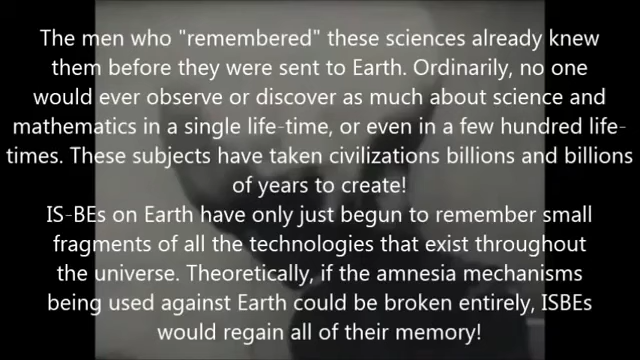 The men who "remembered" these sciences already knew
them before they were sent to Earth. Ordinarily, no one
would ever observe or discover as much about science and
mathematics in a single life-time, or even in a few hundred life-
times. These subjects have taken civilizations billions and billions
of years to create!
IS-BEs on Earth have only just begun to remember small
fragments of all the technologies that exist throughout
the universe. Theoretically, if the amnesia mechanisms
being used against Earth could be broken entirely, ISBEs
would regain all of their memory!